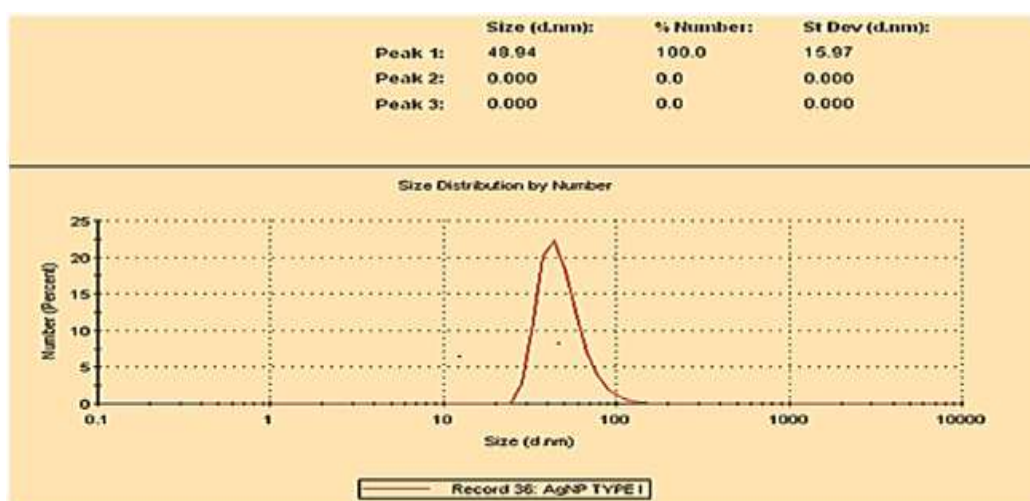 Size (d.nm): % Number: St Dev (d.nm):
Peak 1: 48.94 100.0 15.97
Peak 2: 0.000 0.0 0.000
Peak 3: 0.000 0.0 0.000
Size Distribution by Number
25
20
15
10
5
0
Number (Percent)
0.1 1 10 100 1000 10000
Size (d.nm)
Record 36: AgNP TYPE I